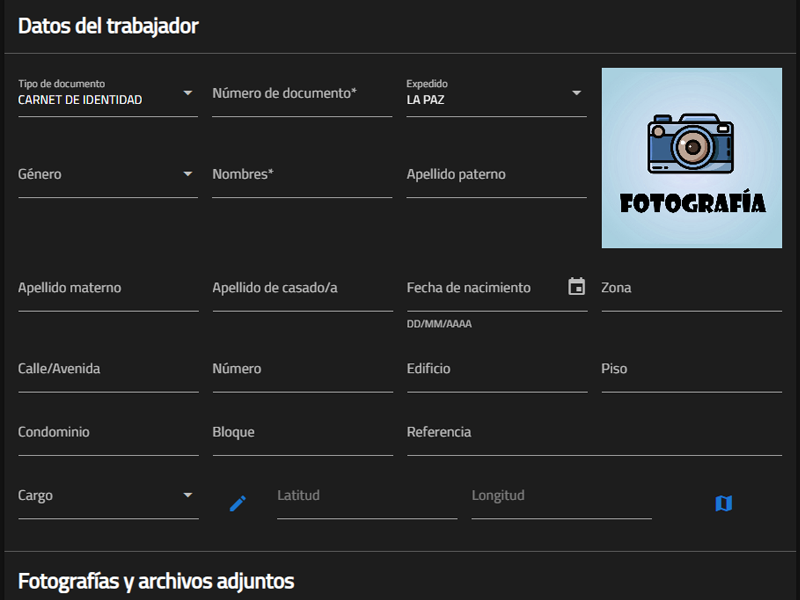 Datos del trabajador
Tipo de documento
CARNET DE IDENTIDAD
Número de documento*
Expedido
LA PAZ
Género
Nombres*
Apellido paterno
FOTOGRAFÍA
Apellido materno
Apellido de casado/a
Fecha de nacimiento
DD/MM/AAAA
Zona
Calle/Avenida
Número
Edificio
Piso
Condominio
Bloque
Referencia
Cargo
Latitud
Longitud
Fotografías y archivos adjuntos